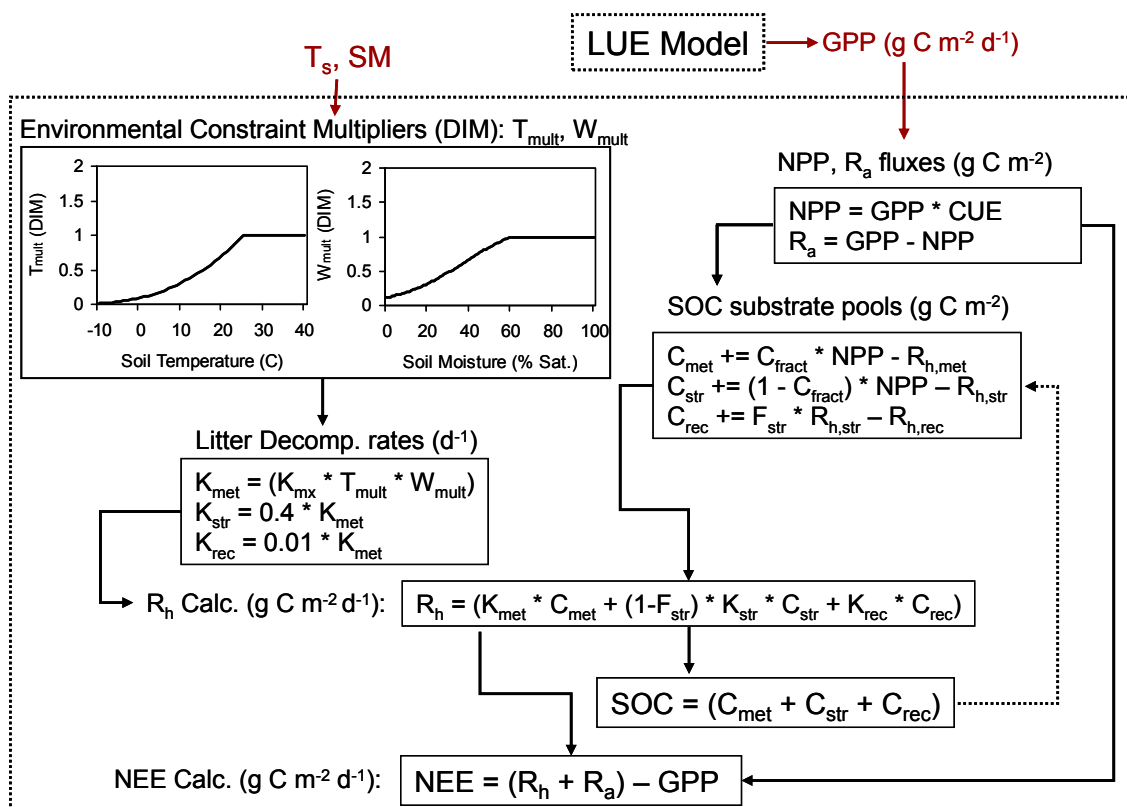 LUE Model
GPP (g C m-2 d-1)
Ts, SM
Environmental Constraint Multipliers (DIM): Tmult, Wmult
Tmult (DIM)
2
1.5
1
0.5
0
-10 0 10 20 30 40
Soil Temperature (C)
Wmult (DIM)
2
1.5
1
0.5
0
0 20 40 60 80 100
Soil Moisture (% Sat.)
NPP, Ra fluxes (g C m-2)
NPP = GPP * CUE
Ra = GPP - NPP
SOC substrate pools (g C m-2)
Cmet += Cfract * NPP - Rh,met
Cstr += (1 - Cfract) * NPP – Rh,str
Crec += Fstr * Rh,str – Rh,rec
Litter Decomp. rates (d-1)
Kmet = (Kmx * Tmult * Wmult)
Kstr = 0.4 * Kmet
Krec = 0.01 * Kmet
Rh Calc. (g C m-2 d-1):
Rh = (Kmet * Cmet + (1-Fstr) * Kstr * Cstr + Krec * Crec)
SOC = (Cmet + Cstr + Crec)
NEE Calc. (g C m-2 d-1):
NEE = (Rh + Ra) – GPP